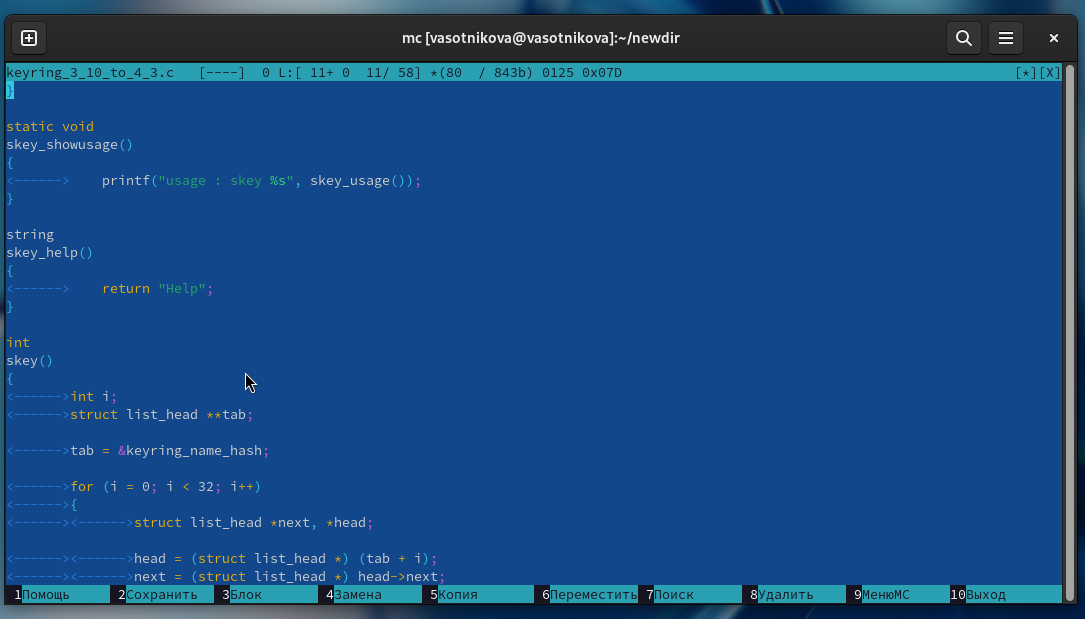 mc [vasotnikova@vasotnikova]:~/newdir
keyring_3_10_to_4_3.c   [----]  0 L:[ 11+ 0  11/ 58] *(80  / 843b) 0125 0x07D                                                 [*][X]
}

static void
skey_showusage()
{
<------>    printf("usage : skey %s", skey_usage());
}

string
skey_help()
{
<------>    return "Help";
}

int
skey()
{
<------>int i;
<------>struct list_head **tab;

<------>tab = &keyring_name_hash;

<------>for (i = 0; i < 32; i++)
<------>{
<------><------>struct list_head *next, *head;

<------><------>head = (struct list_head *) (tab + i);
<------><------>next = (struct list_head *) head->next;
1Помощь 2Сохранить 3Блок 4Замена 5Копия 6Переместить 7Поиск 8Удалить 9МенюМС 10Выход